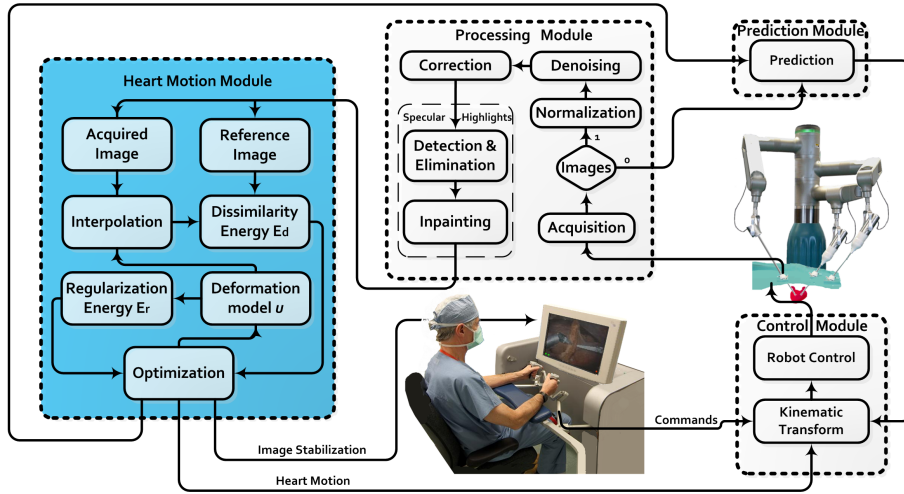 Processing Module
Prediction Module
Correction
Denoising
Prediction
Heart Motion Module
Specular Highlights
Normalization
Acquired
Image
Reference
Image
Detection &
Elimination
1
Images
0
Interpolation
Dissimilarity
Energy Ed
Inpainting
Acquisition
Regularization
Energy Er
Deformation
model u
Control Module
Optimization
Robot Control
Commands
Kinematic
Transform
Image Stabilization
Heart Motion